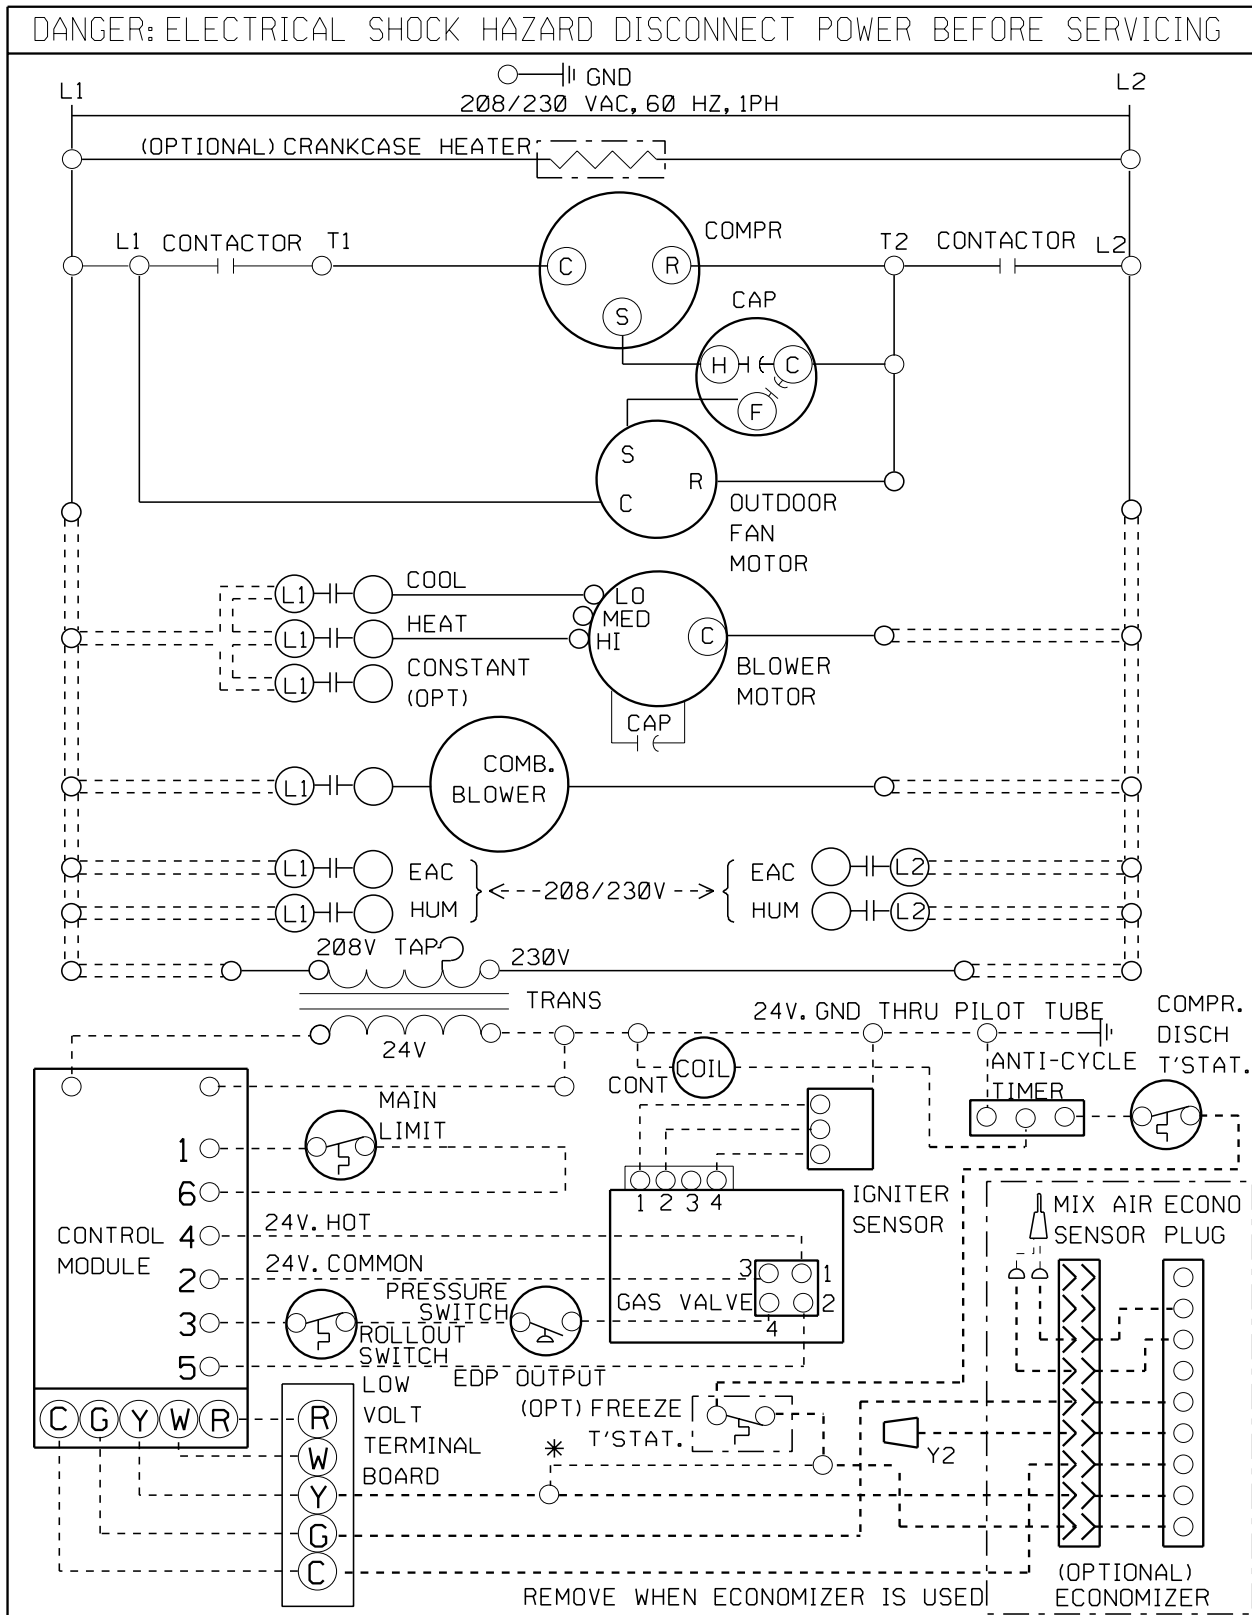 DANGER: ELECTRICAL SHOCK HAZARD DISCONNECT POWER BEFORE SERVICING
GND
L1
L2
208/230 VAC, 60 HZ, 1PH
(OPTIONAL) CRANKCASE HEATER
COMPR
L1 CONTACTOR T1
T2 CONTACTOR L2
C
R
S
CAP
H
C
F
S
R
C
OUTDOOR
FAN
MOTOR
L1
COOL
LO
MED
L1
HEAT
HI
C
L1
CONSTANT
(OPT)
BLOWER
MOTOR
CAP
L1
COMB.
BLOWER
L1
EAC
208/230V
EAC
L2
L1
HUM
HUM
L2
208V TAP
230V
TRANS
24V
24V. GND THRU PILOT TUBE
COMPR.
DISCH
T'STAT.
CONT
COIL
ANTI-CYCLE
TIMER
MAIN
LIMIT
1
6
CONTROL
MODULE
4
2
3
5
24V. HOT
24V. COMMON
1 2 3 4
IGNITER
SENSOR
MIX AIR
SENSOR
ECONO
PLUG
3
1
GAS VALVE
2
4
PRESSURE
SWITCH
ROLLOUT
SWITCH
EDP OUTPUT
C G Y W R
LOW
VOLT
TERMINAL
BOARD
R
W
Y
G
C
(OPT) FREEZE
T'STAT.
*
Y2
REMOVE WHEN ECONOMIZER IS USED
(OPTIONAL)
ECONOMIZER